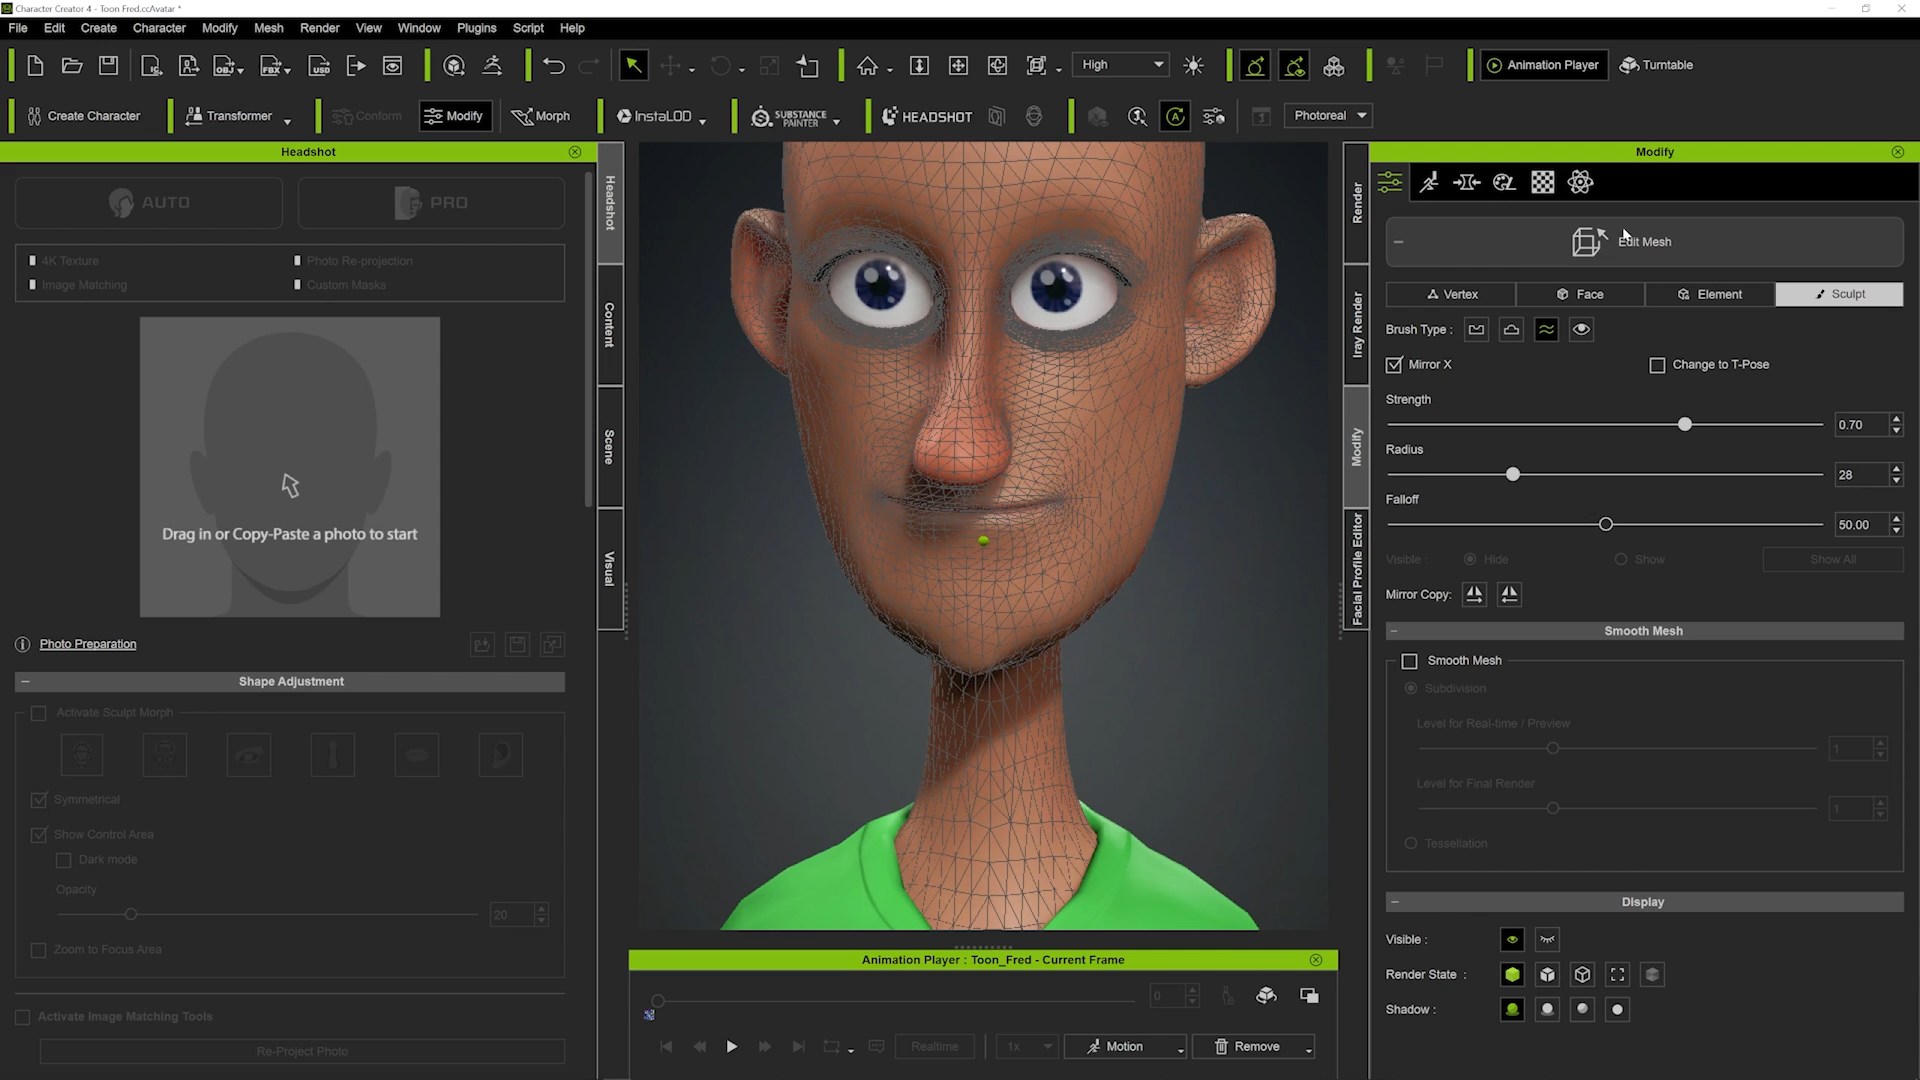 Character Creator 4 - Toon Fred.ccAvatar *
File Edit Create Character Modify Mesh Render View Window Plugins Script Help
OBJ FBX USD High Animation Player Turntable
Create Character Transformer Conform Modify Morph InstaLOD SUBSTANCE PAINTER HEADSHOT Photoreal
Headshot
AUTO PRO
4K Texture Photo Re-projection
Image Matching Custom Masks
Drag in or Copy-Paste a photo to start
Photo Preparation
Shape Adjustment
Activate Sculpt Morph
Symmetrical
Show Control Area
Dark mode
Opacity
20
Zoom to Focus Area
Activate Image Matching Tools
Re-Project Photo
Headshot
Content
Scene
Visual
Animation Player : Toon_Fred - Current Frame
0
Realtime 1x Motion Remove
Render
Iray Render
Modify
Facial Profile Editor
Modify
Edit Mesh
Vertex Face Element Sculpt
Brush Type :
Mirror X Change to T-Pose
Strength
0.70
Radius
28
Falloff
50.00
Visible : Hide Show Show All
Mirror Copy:
Smooth Mesh
Smooth Mesh
Subdivision
Level for Real-time / Preview
1
Level for Final Render
1
Tessellation
Display
Visible :
Render State :
Shadow :